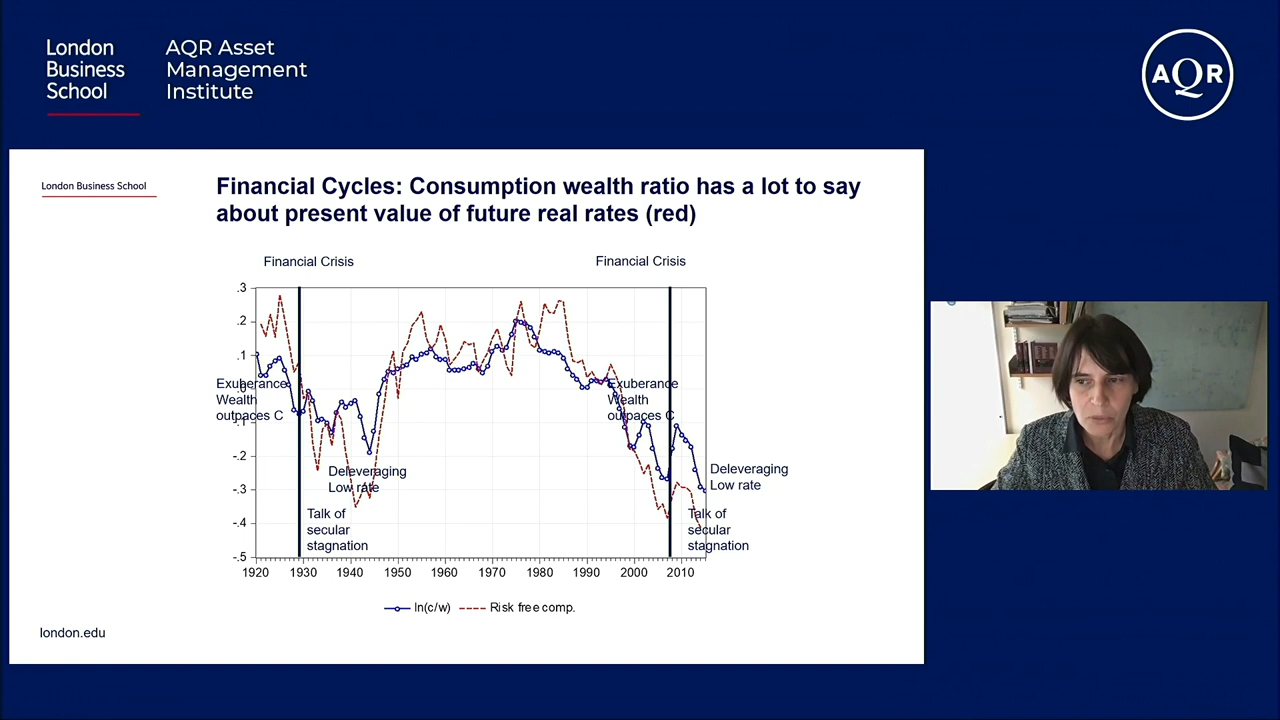 London
Business
School
AQR Asset
Management
Institute
AQR
London Business School
Financial Cycles: Consumption wealth ratio has a lot to say
about present value of future real rates (red)
Financial Crisis
Financial Crisis
.3
.2
.1
.0
-.1
-.2
-.3
-.4
-.5
Exuberance
Wealth
outpaces C
Exuberance
Wealth
outpaces C
Deleveraging
Low rate
Deleveraging
Low rate
Talk of
secular
stagnation
Talk of
secular
stagnation
1920 1930 1940 1950 1960 1970 1980 1990 2000 2010
ln(c/w) Risk free comp.
london.edu